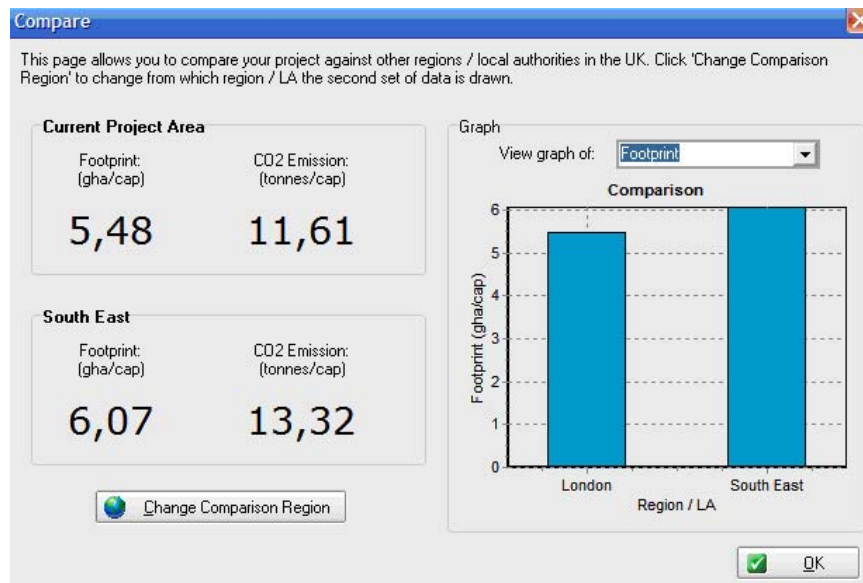 Compare
This page allows you to compare your project against other regions / local authorities in the UK. Click 'Change Comparison
Region' to change from which region / LA the second set of data is drawn.
Current Project Area
Footprint:
(gha/cap)
CO2 Emission:
(tonnes/cap)
5,48
11,61
South East
Footprint:
(gha/cap)
CO2 Emission:
(tonnes/cap)
6,07
13,32
Change Comparison Region
Graph
View graph of:
Footprint
Comparison
Footprint (gha/cap)
6
5
4
3
2
1
0
London
South East
Region / LA
OK